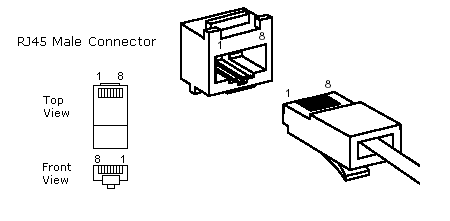 RJ45 Male Connector
1 8
1 8
Top
View
1 8
Front
View
8 1